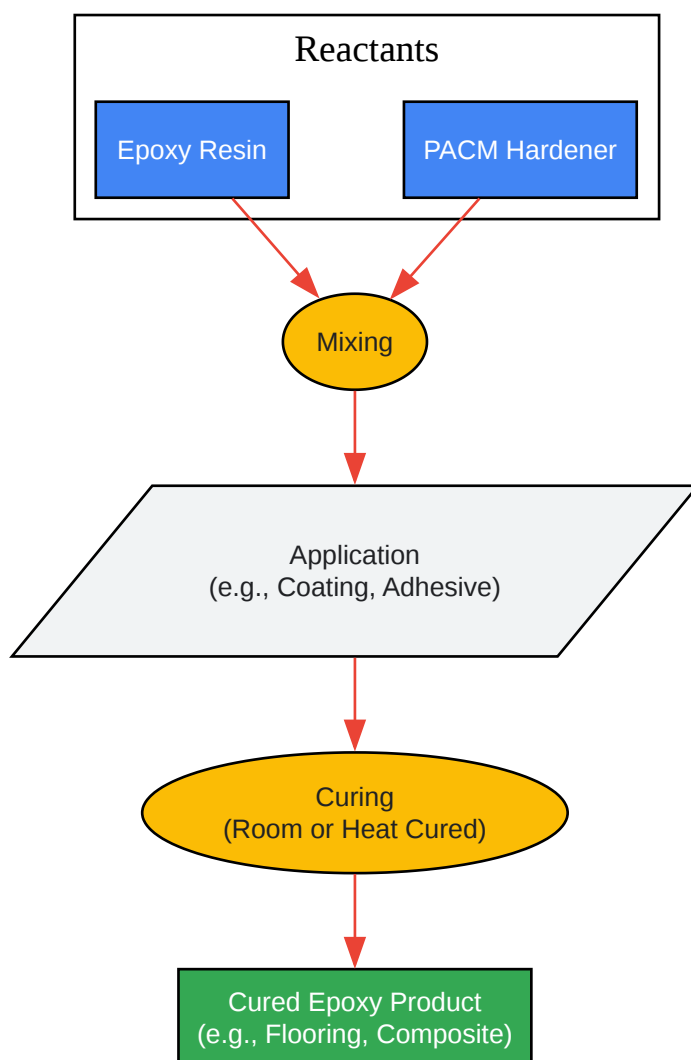 Reactants
Epoxy Resin
PACM Hardener
Mixing
Application
(e.g., Coating, Adhesive)
Curing
(Room or Heat Cured)
Cured Epoxy Product
(e.g., Flooring, Composite)